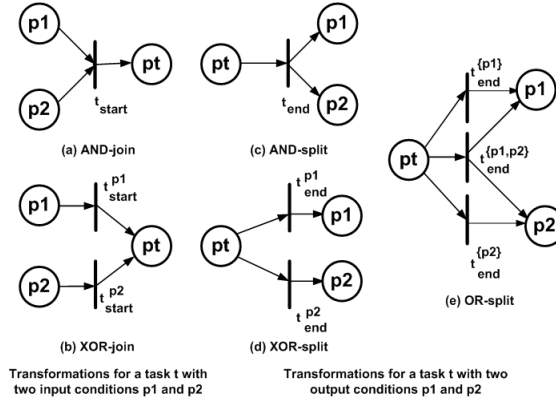 p1
p2
pt
t start
(a) AND-join
pt
p1
p2
t end
(c) AND-split
p1
p2
pt
t p1 start
t p2 start
(b) XOR-join
pt
p1
p2
t p1 end
t p2 end
(d) XOR-split
pt
p1
p2
t {p1} end
t {p1,p2} end
t {p2} end
(e) OR-split
Transformations for a task t with
two input conditions p1 and p2
Transformations for a task t with two
output conditions p1 and p2